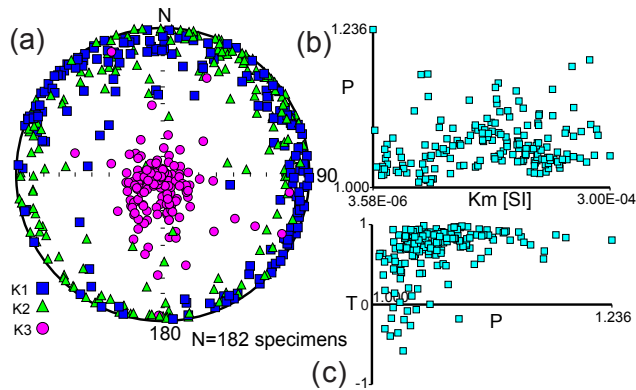 (a)
N
90
180
K1
K2
K3
N=182 specimens
(b)
1.236
P
1.000
3.58E-06
Km [SI]
3.00E-04
1
T
0
1.000
P
1.236
-1
(c)